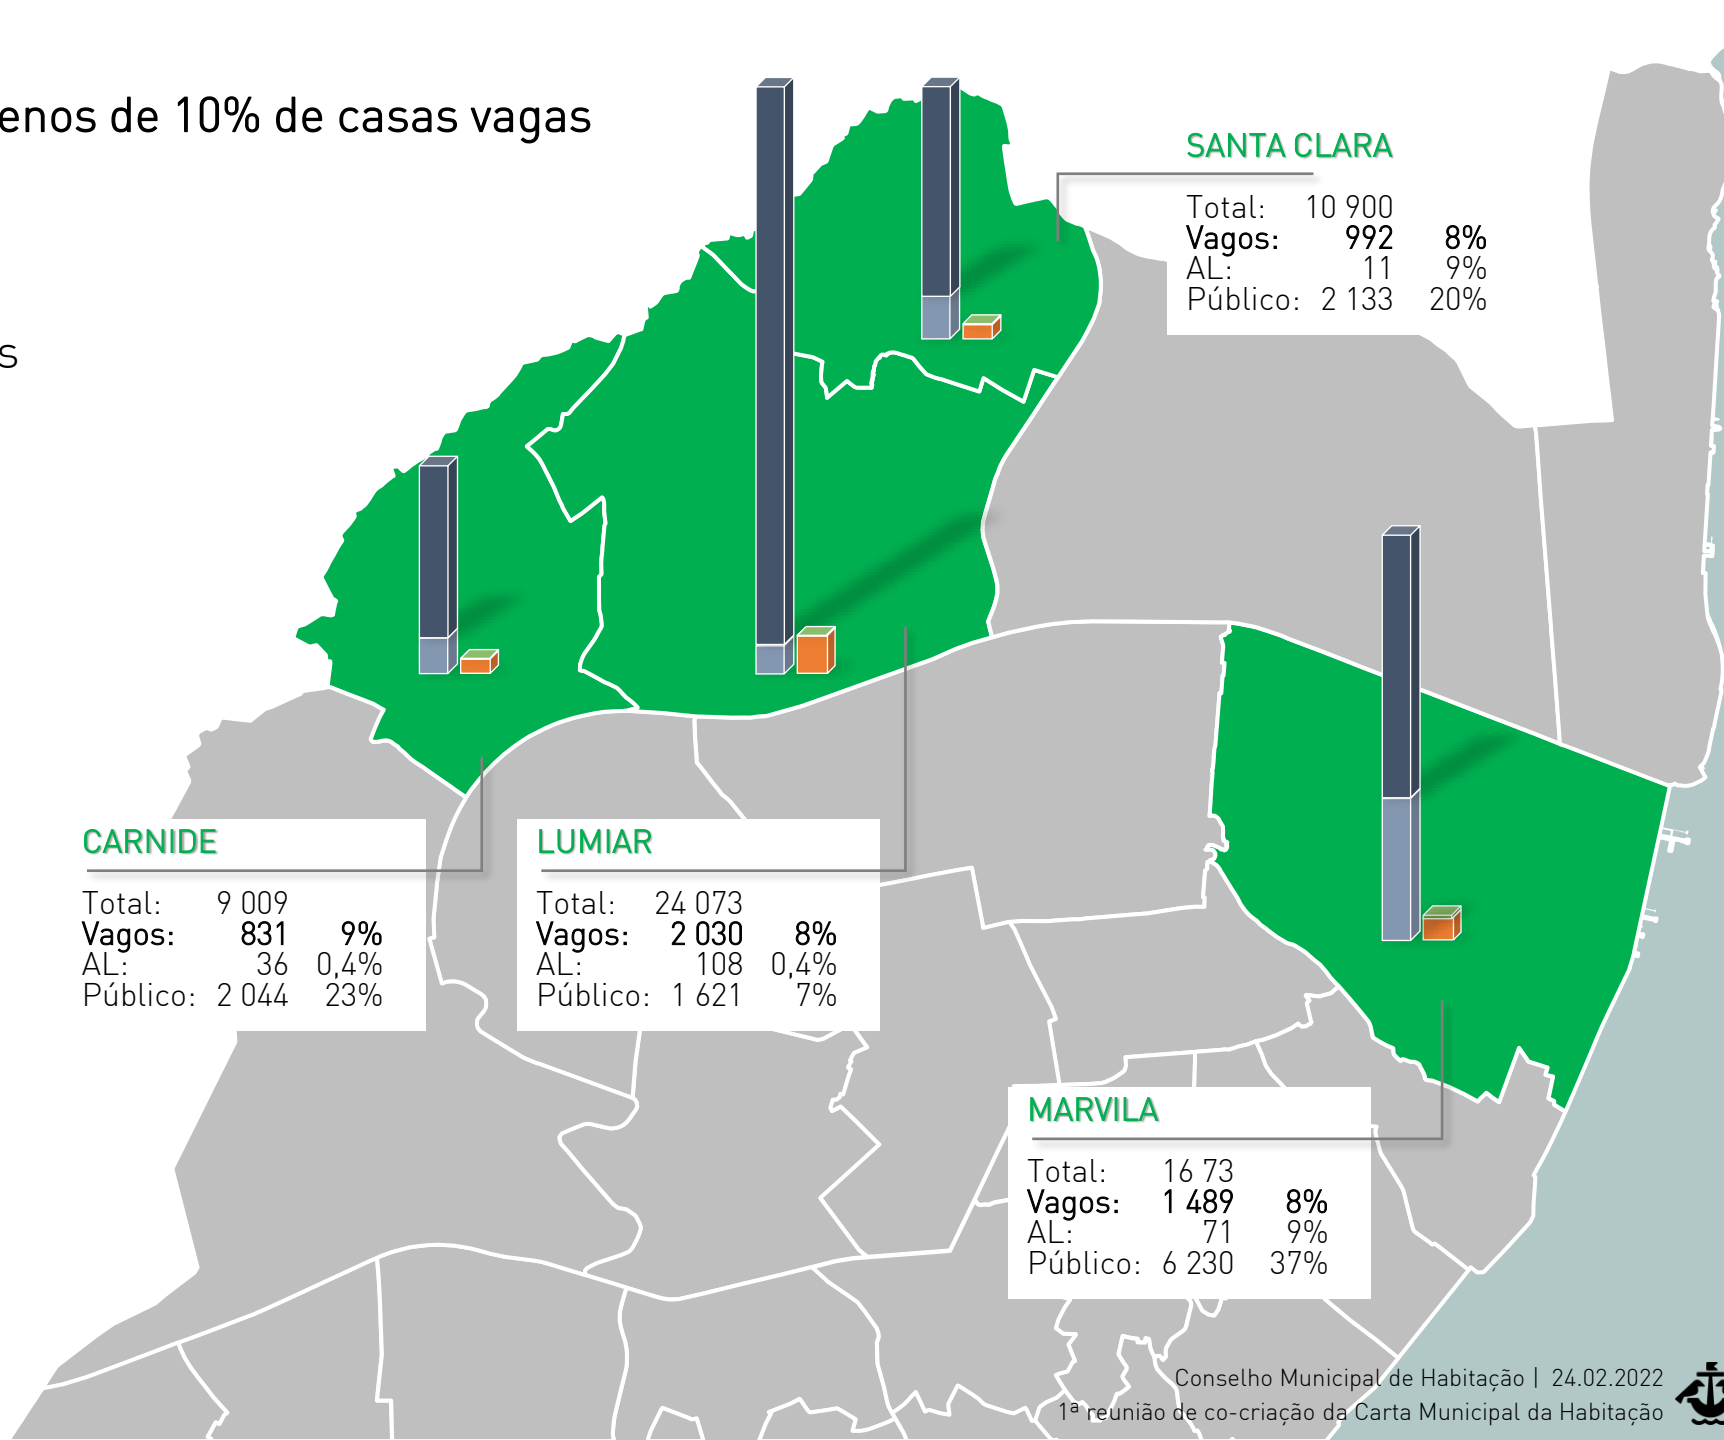 enos de 10% de casas vagas
s
SANTA CLARA
Total: 10 900
Vagos: 992 8%
AL: 11 9%
Público: 2 133 20%
CARNIDE
Total: 9 009
Vagos: 831 9%
AL: 36 0,4%
Público: 2 044 23%
LUMIAR
Total: 24 073
Vagos: 2 030 8%
AL: 108 0,4%
Público: 1 621 7%
MARVILA
Total: 16 73
Vagos: 1 489 8%
AL: 71 9%
Público: 6 230 37%
Conselho Municipal de Habitação | 24.02.2022
1ª reunião de co-criação da Carta Municipal da Habitação